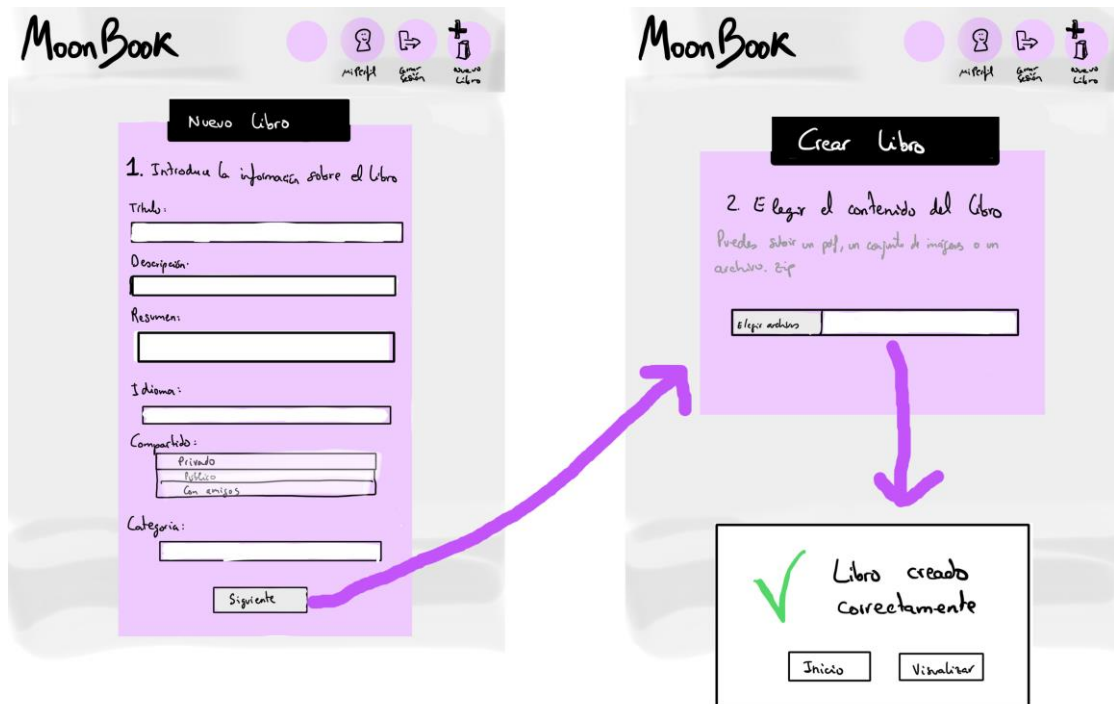 MoonBook
Mi Perfil
Cerrar
Sesión
Nuevo
Libro
Nuevo Libro
1. Introduce la información sobre el libro
Título:
Descripción:
Resumen:
Idioma:
Compartido:
Privado
Público
Con amigos
Categoría:
Siguiente
MoonBook
Mi Perfil
Cerrar
Sesión
Nuevo
Libro
Crear Libro
2. Elegir el contenido del libro
Puedes subir un pdf, un conjunto de imágenes o un
archivo. zip
Elegir archivos
Libro creado
correctamente
Inicio
Visualizar